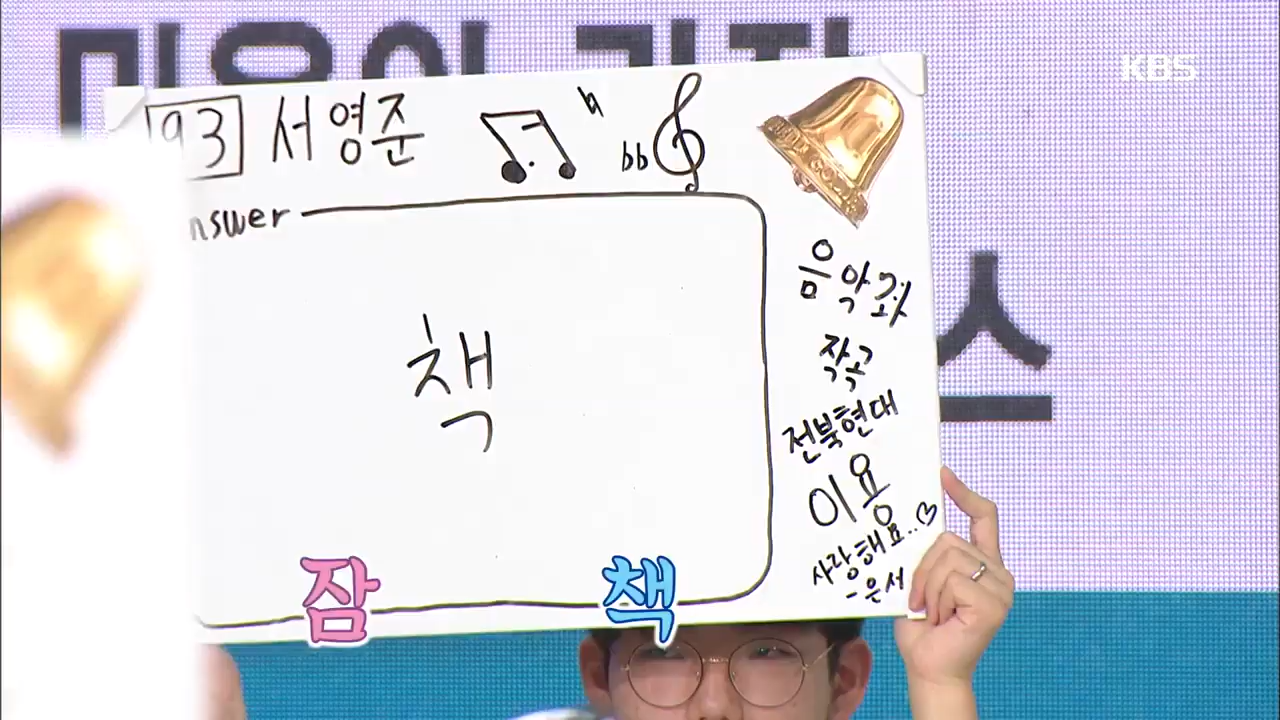 KBS
93 서영준
nswer
책
음악과
작곡
전북현대
이용
사랑해요..♡
-은서
스
잠 책